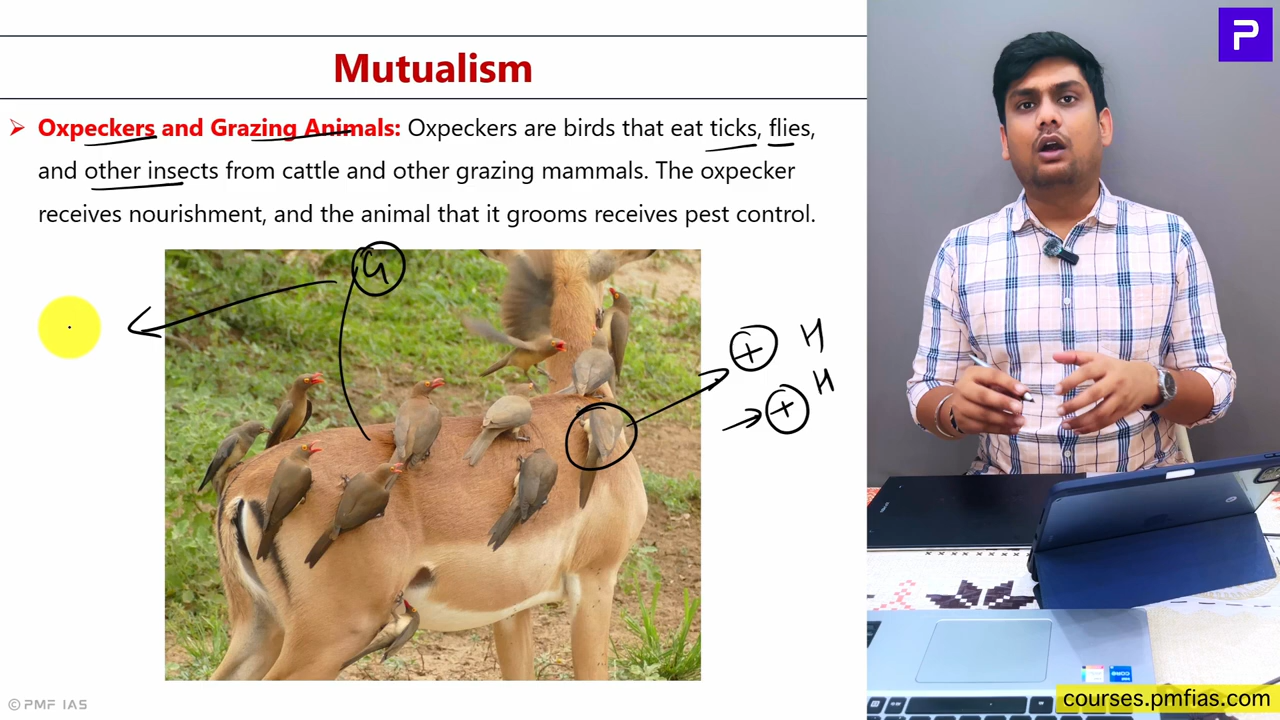 Mutualism
➢ Oxpeckers and Grazing Animals: Oxpeckers are birds that eat ticks, flies,
and other insects from cattle and other grazing mammals. The oxpecker
receives nourishment, and the animal that it grooms receives pest control.
G
+ H
+ H
P
© PMF IAS
courses.pmfias.com